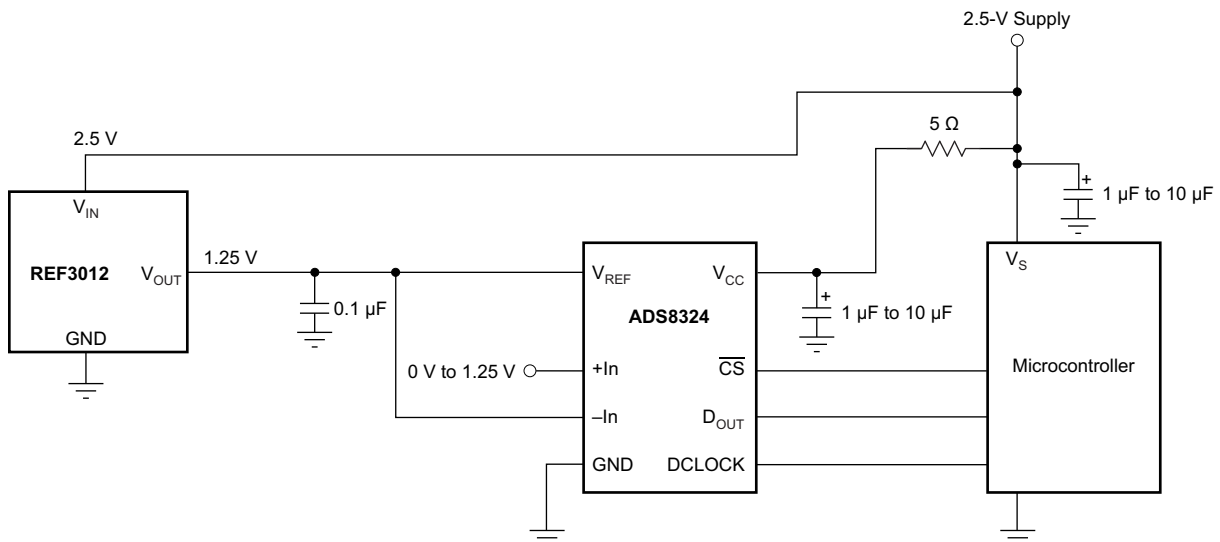 2.5-V Supply
5 Ω
2.5 V
+
1 μF to 10 μF
V_IN
REF3012
V_OUT
GND
1.25 V
0.1 μF
0 V to 1.25 V
V_REF
V_CC
ADS8324
+In
C̅S̅
–In
D_OUT
GND
DCLOCK
+
1 μF to 10 μF
V_S
Microcontroller